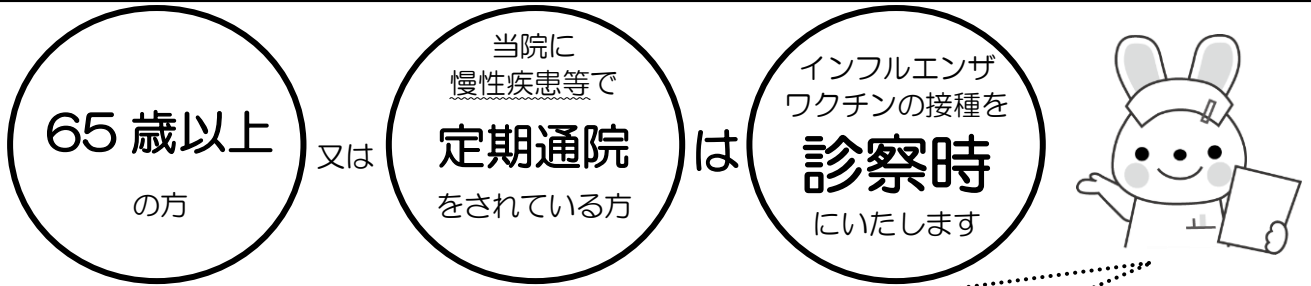 65 歳以上
の方
又は
当院に
慢性疾患等で
定期通院
をされている方
は
インフルエンザ
ワクチンの接種を
診察時
にいたします